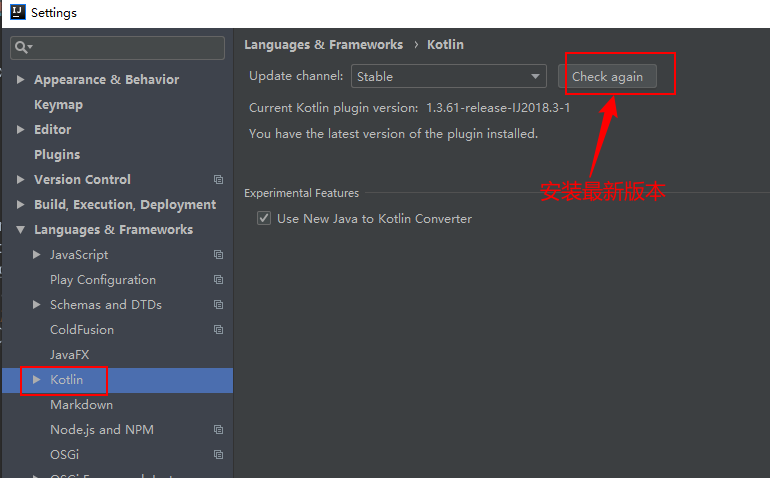 Settings
Languages & Frameworks › Kotlin
Update channel: Stable Check again
Current Kotlin plugin version: 1.3.61-release-IJ2018.3-1
You have the latest version of the plugin installed.
安装最新版本
Experimental Features
Use New Java to Kotlin Converter
Appearance & Behavior
Keymap
Editor
Plugins
Version Control
Build, Execution, Deployment
Languages & Frameworks
JavaScript
Play Configuration
Schemas and DTDs
ColdFusion
JavaFX
Kotlin
Markdown
Node.js and NPM
OSGi